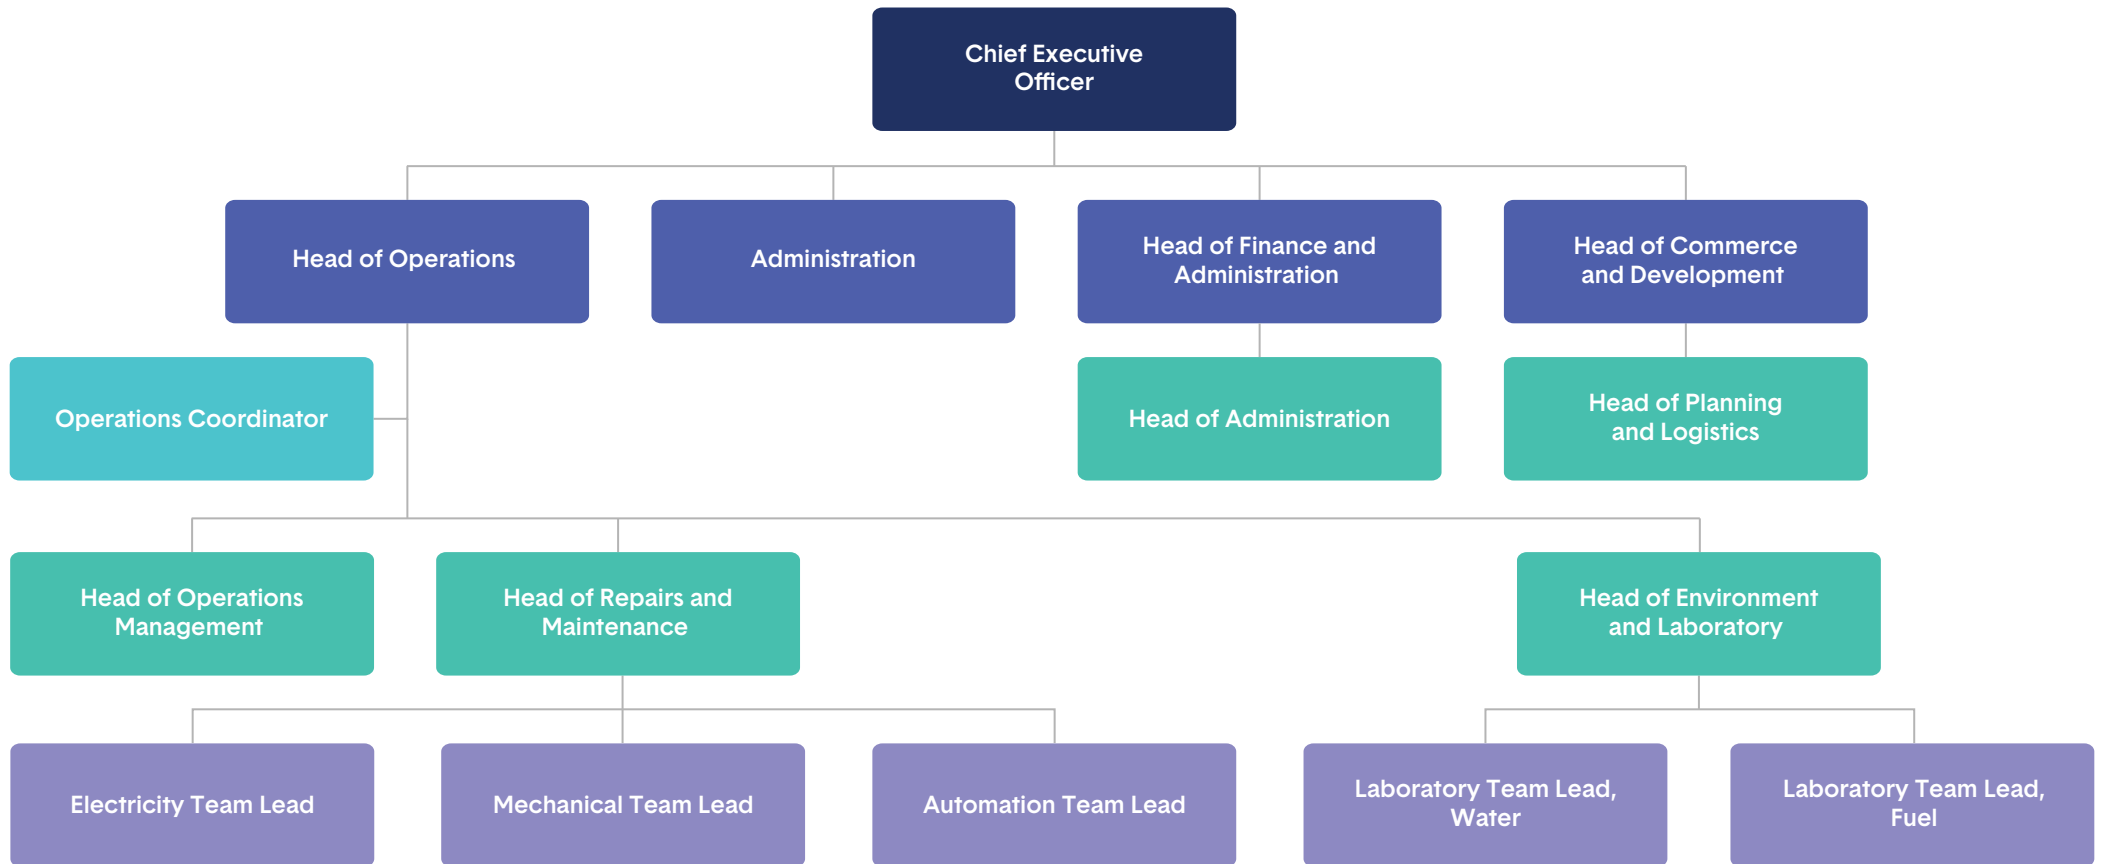 Chief Executive
Officer
Head of Operations
Administration
Head of Finance and
Administration
Head of Commerce
and Development
Operations Coordinator
Head of Administration
Head of Planning
and Logistics
Head of Operations
Management
Head of Repairs and
Maintenance
Head of Environment
and Laboratory
Electricity Team Lead
Mechanical Team Lead
Automation Team Lead
Laboratory Team Lead,
Water
Laboratory Team Lead,
Fuel